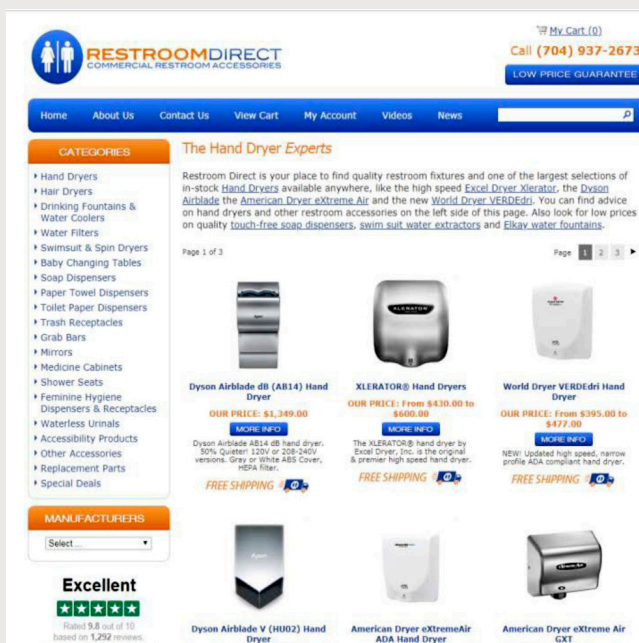 My Cart (0)
RESTROOMDIRECT
COMMERCIAL RESTROOM ACCESSORIES
Call (704) 937-2673
LOW PRICE GUARANTEE
Home About Us Contact Us View Cart My Account Videos News
CATEGORIES
Hand Dryers
Hair Dryers
Drinking Fountains &
Water Coolers
Water Filters
Swimsuit & Spin Dryers
Baby Changing Tables
Soap Dispensers
Paper Towel Dispensers
Toilet Paper Dispensers
Trash Receptacles
Grab Bars
Mirrors
Medicine Cabinets
Shower Seats
Feminine Hygiene
Dispensers & Receptacles
Waterless Urinals
Accessibility Products
Other Accessories
Replacement Parts
Special Deals
MANUFACTURERS
Select ...
Excellent
Rated 9.8 out of 10
based on 1,292 reviews.
The Hand Dryer Experts
Restroom Direct is your place to find quality restroom fixtures and one of the largest selections of
in-stock Hand Dryers available anywhere, like the high speed Excel Dryer Xlerator, the Dyson
Airblade the American Dryer eXtreme Air and the new World Dryer VERDEdri. You can find advice
on hand dryers and other restroom accessories on the left side of this page. Also look for low prices
on quality touch-free soap dispensers, swim suit water extractors and Elkay water fountains.
Page 1 of 3
Page 1 2 3
Dyson Airblade dB (AB14) Hand
Dryer
OUR PRICE: $1,349.00
MORE INFO
Dyson Airblade AB14 dB hand dryer.
50% Quieter! 120V or 208-240V
versions. Gray or White ABS Cover,
HEPA filter.
FREE SHIPPING
XLERATOR
XLERATOR® Hand Dryers
OUR PRICE: From $430.00 to
$600.00
MORE INFO
The XLERATOR® hand dryer by
Excel Dryer, Inc. is the original
& premier high speed hand dryer.
FREE SHIPPING
World Dryer VERDEdri Hand
Dryer
OUR PRICE: From $395.00 to
$477.00
MORE INFO
NEW! Updated high speed, narrow
profile ADA compliant hand dryer.
FREE SHIPPING
dyson
Dyson Airblade V (HU02) Hand
Dryer
American Dryer eXtremeAir
ADA Hand Dryer
American Dryer eXtreme Air
GXT